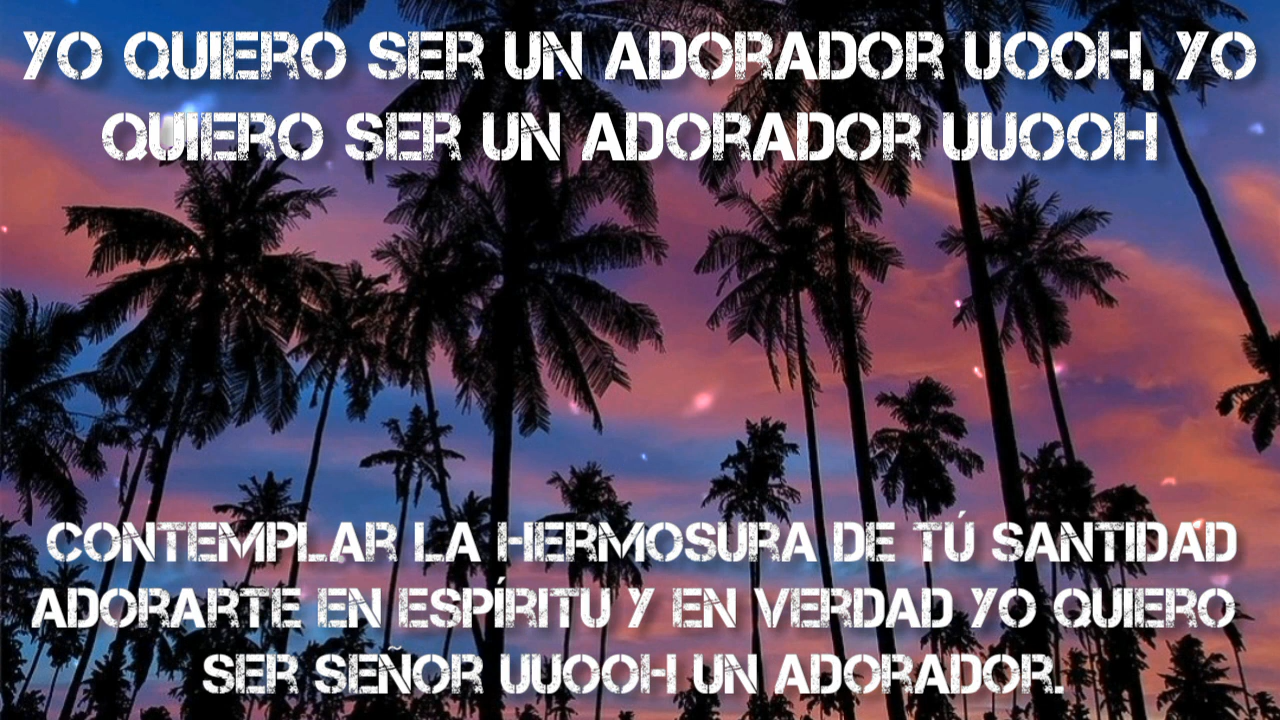 YO QUIERO SER UN ADORADOR UOOH, YO
QUIERO SER UN ADORADOR UUOOH
CONTEMPLAR LA HERMOSURA DE TÚ SANTIDAD
ADORARTE EN ESPÍRITU Y EN VERDAD YO QUIERO
SER SEÑOR UUOOH UN ADORADOR.